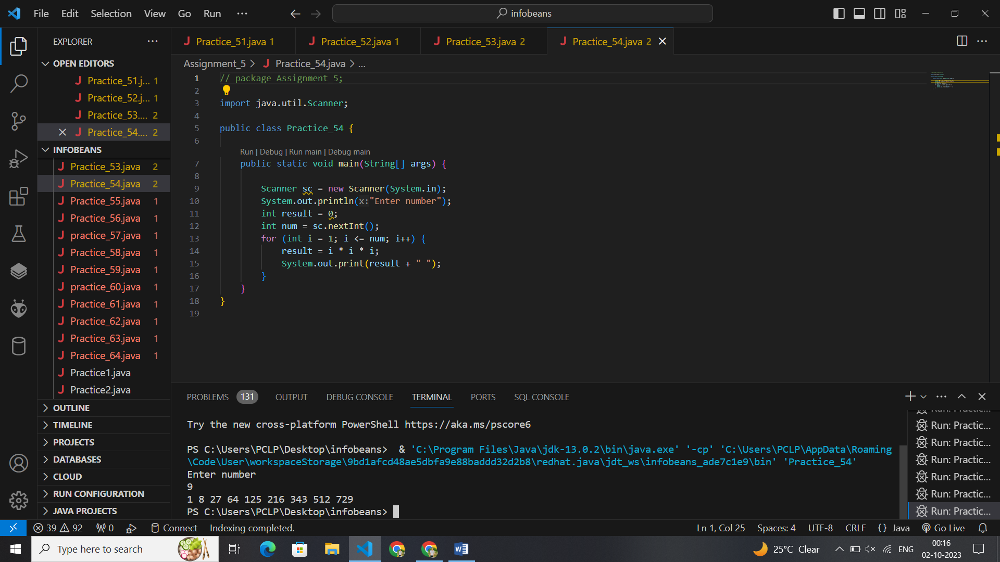 File Edit Selection View Go Run ··· infobeans
EXPLORER ···
OPEN EDITORS
Practice_51.j... 1
Practice_52.j... 1
Practice_53.... 2
Practice_54.... 2
INFOBEANS
Practice_53.java 2
Practice_54.java 2
Practice_55.java 1
Practice_56.java 1
practice_57.java 1
Practice_58.java 1
Practice_59.java 1
practice_60.java 1
Practice_61.java 1
Practice_62.java 1
Practice_63.java 1
Practice_64.java 1
Practice1.java
Practice2.java
OUTLINE
TIMELINE
PROJECTS
DATABASES
CLOUD
RUN CONFIGURATION
JAVA PROJECTS
Practice_51.java 1 Practice_52.java 1 Practice_53.java 2 Practice_54.java 2
Assignment_5 > Practice_54.java > ...
1 // package Assignment_5;
2
3 import java.util.Scanner;
4
5 public class Practice_54 {
6
Run | Debug | Run main | Debug main
7 public static void main(String[] args) {
8
9 Scanner sc = new Scanner(System.in);
10 System.out.println(x:"Enter number");
11 int result = 0;
12 int num = sc.nextInt();
13 for (int i = 1; i <= num; i++) {
14 result = i * i * i;
15 System.out.print(result + " ");
16 }
17 }
18 }
19
PROBLEMS 131 OUTPUT DEBUG CONSOLE TERMINAL PORTS SQL CONSOLE
Try the new cross-platform PowerShell https://aka.ms/pscore6
PS C:\Users\PCLP\Desktop\infobeans> & 'C:\Program Files\Java\jdk-13.0.2\bin\java.exe' '-cp' 'C:\Users\PCLP\AppData\Roaming
\Code\User\workspaceStorage\9bd1afcd48ae5dbfa9e88baddd32d2b8\redhat.java\jdt_ws\infobeans_ade7c1e9\bin' 'Practice_54'
Enter number
9
1 8 27 64 125 216 343 512 729
PS C:\Users\PCLP\Desktop\infobeans>
Run: Practic...
Run: Practic...
Run: Practic...
Run: Practic...
Run: Practic...
Run: Practic...
39 92 0 Connect Indexing completed. Ln 1, Col 25 Spaces: 4 UTF-8 CRLF {} Java Go Live
Type here to search 25°C Clear ENG 00:16
02-10-2023